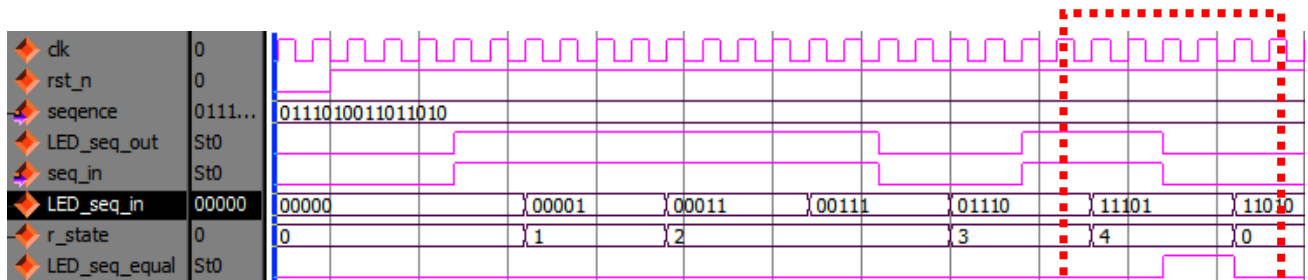 clk 0
rst_n 0
seqence 0111... 0111010011011010
LED_seq_out St0
seq_in St0
LED_seq_in 00000 00000 00001 00011 00111 01110 11101 11010
r_state 0 0 1 2 3 4 0
LED_seq_equal St0